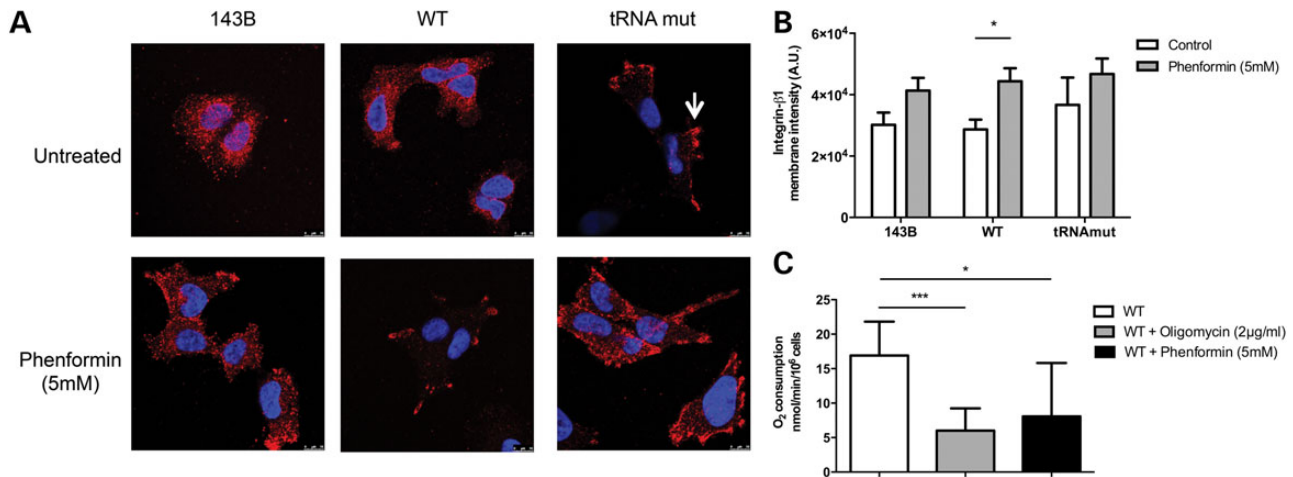 A
143B
WT
tRNA mut
Untreated
Phenformin
(5mM)
B
Integrin-β1
membrane intensity (A.U.)
6×10⁴
4×10⁴
2×10⁴
0
*
Control
Phenformin (5mM)
143B
WT
tRNAmut
C
O₂ consumption
nmol/min/10⁶ cells
25
20
15
10
5
0
*
***
WT
WT + Oligomycin (2μg/ml)
WT + Phenformin (5mM)